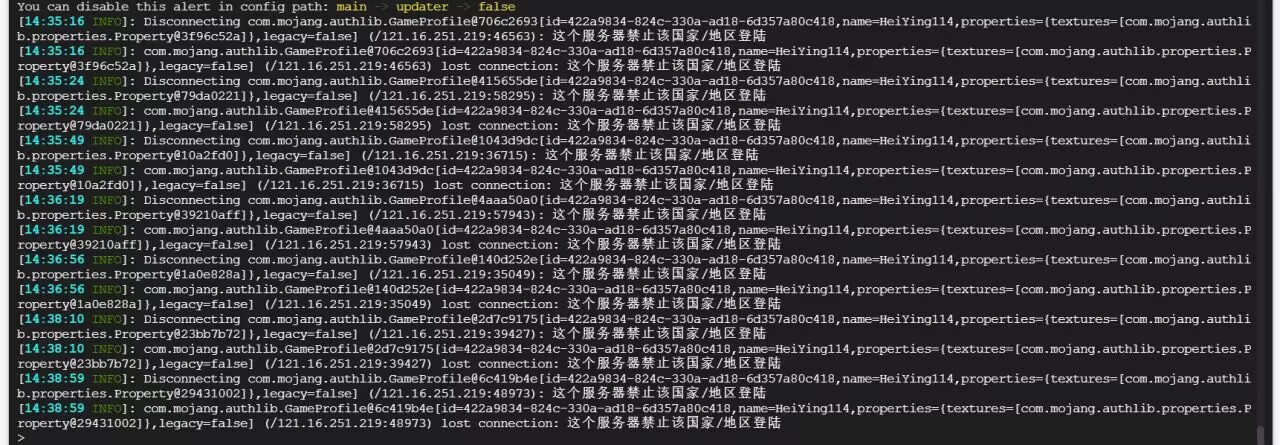 You can disable this alert in config path: main -> updater -> false
[14:35:16 INFO]: Disconnecting com.mojang.authlib.GameProfile@706c2693[id=422a9834-824c-330a-ad18-6d357a80c418,name=HeiYing114,properties={textures=[com.mojang.authli
b.properties.Property@3f96c52a]},legacy=false] (/121.16.251.219:46563): 这个服务器禁止该国家/地区登陆
[14:35:16 INFO]: com.mojang.authlib.GameProfile@706c2693[id=422a9834-824c-330a-ad18-6d357a80c418,name=HeiYing114,properties={textures=[com.mojang.authlib.properties.P
roperty@3f96c52a]},legacy=false] (/121.16.251.219:46563) lost connection: 这个服务器禁止该国家/地区登陆
[14:35:24 INFO]: Disconnecting com.mojang.authlib.GameProfile@415655de[id=422a9834-824c-330a-ad18-6d357a80c418,name=HeiYing114,properties={textures=[com.mojang.authli
b.properties.Property@79da0221]},legacy=false] (/121.16.251.219:58295): 这个服务器禁止该国家/地区登陆
[14:35:24 INFO]: com.mojang.authlib.GameProfile@415655de[id=422a9834-824c-330a-ad18-6d357a80c418,name=HeiYing114,properties={textures=[com.mojang.authlib.properties.P
roperty@79da0221]},legacy=false] (/121.16.251.219:58295) lost connection: 这个服务器禁止该国家/地区登陆
[14:35:49 INFO]: Disconnecting com.mojang.authlib.GameProfile@1043d9dc[id=422a9834-824c-330a-ad18-6d357a80c418,name=HeiYing114,properties={textures=[com.mojang.authli
b.properties.Property@10a2fd0]},legacy=false] (/121.16.251.219:36715): 这个服务器禁止该国家/地区登陆
[14:35:49 INFO]: com.mojang.authlib.GameProfile@1043d9dc[id=422a9834-824c-330a-ad18-6d357a80c418,name=HeiYing114,properties={textures=[com.mojang.authlib.properties.P
roperty@10a2fd0]},legacy=false] (/121.16.251.219:36715) lost connection: 这个服务器禁止该国家/地区登陆
[14:36:19 INFO]: Disconnecting com.mojang.authlib.GameProfile@4aaa50a0[id=422a9834-824c-330a-ad18-6d357a80c418,name=HeiYing114,properties={textures=[com.mojang.authli
b.properties.Property@39210aff]},legacy=false] (/121.16.251.219:57943): 这个服务器禁止该国家/地区登陆
[14:36:19 INFO]: com.mojang.authlib.GameProfile@4aaa50a0[id=422a9834-824c-330a-ad18-6d357a80c418,name=HeiYing114,properties={textures=[com.mojang.authlib.properties.P
roperty@39210aff]},legacy=false] (/121.16.251.219:57943) lost connection: 这个服务器禁止该国家/地区登陆
[14:36:56 INFO]: Disconnecting com.mojang.authlib.GameProfile@140d252e[id=422a9834-824c-330a-ad18-6d357a80c418,name=HeiYing114,properties={textures=[com.mojang.authli
b.properties.Property@1a0e828a]},legacy=false] (/121.16.251.219:35049): 这个服务器禁止该国家/地区登陆
[14:36:56 INFO]: com.mojang.authlib.GameProfile@140d252e[id=422a9834-824c-330a-ad18-6d357a80c418,name=HeiYing114,properties={textures=[com.mojang.authlib.properties.P
roperty@1a0e828a]},legacy=false] (/121.16.251.219:35049) lost connection: 这个服务器禁止该国家/地区登陆
[14:38:10 INFO]: Disconnecting com.mojang.authlib.GameProfile@2d7c9175[id=422a9834-824c-330a-ad18-6d357a80c418,name=HeiYing114,properties={textures=[com.mojang.authli
b.properties.Property@23bb7b72]},legacy=false] (/121.16.251.219:39427): 这个服务器禁止该国家/地区登陆
[14:38:10 INFO]: com.mojang.authlib.GameProfile@2d7c9175[id=422a9834-824c-330a-ad18-6d357a80c418,name=HeiYing114,properties={textures=[com.mojang.authlib.properties.P
roperty@23bb7b72]},legacy=false] (/121.16.251.219:39427) lost connection: 这个服务器禁止该国家/地区登陆
[14:38:59 INFO]: Disconnecting com.mojang.authlib.GameProfile@6c419b4e[id=422a9834-824c-330a-ad18-6d357a80c418,name=HeiYing114,properties={textures=[com.mojang.authli
b.properties.Property@29431002]},legacy=false] (/121.16.251.219:48973): 这个服务器禁止该国家/地区登陆
[14:38:59 INFO]: com.mojang.authlib.GameProfile@6c419b4e[id=422a9834-824c-330a-ad18-6d357a80c418,name=HeiYing114,properties={textures=[com.mojang.authlib.properties.P
roperty@29431002]},legacy=false] (/121.16.251.219:48973) lost connection: 这个服务器禁止该国家/地区登陆
>